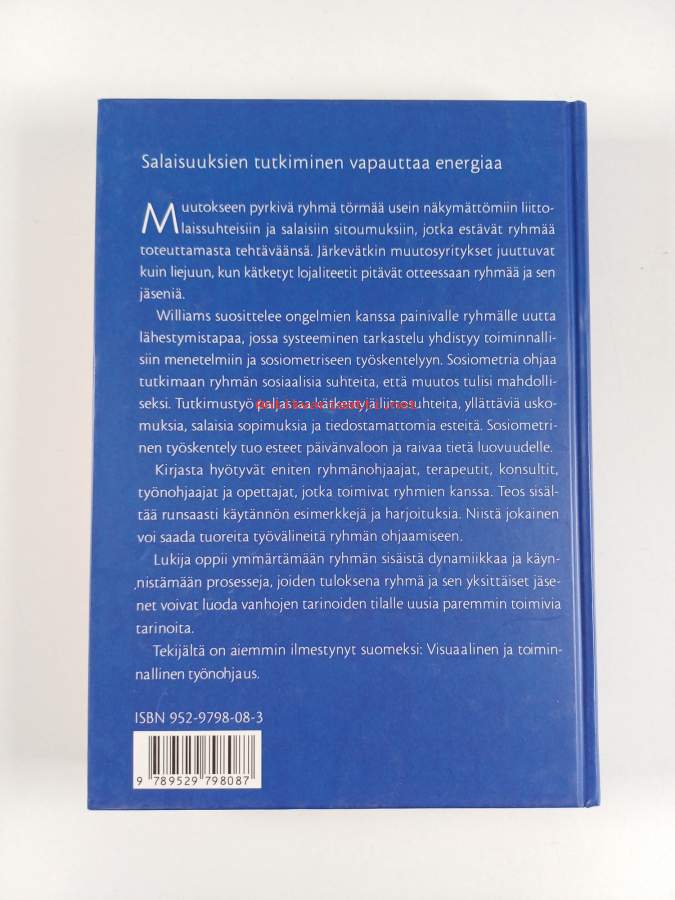 Salaisuuksien tutkiminen vapauttaa energiaa
Muutokseen pyrkivä ryhmä törmää usein näkymättömiin liitto-
laissuhteisiin ja salaisiin sitoumuksiin, jotka estävät ryhmää
toteuttamasta tehtäväänsä. Järkevätkin muutosyritykset juuttuvat
kuin liejuun, kun kätketyt lojaliteetit pitävät otteessaan ryhmää ja sen
jäseniä.
Williams suosittelee ongelmien kanssa painivalle ryhmälle uutta
lähestymistapaa, jossa systeeminen tarkastelu yhdistyy toiminnalli-
siin menetelmiin ja sosiometriseen työskentelyyn. Sosiometria ohjaa
tutkimaan ryhmän sosiaalisia suhteita, että muutos tulisi mahdolli-
seksi. Tutkimustyö paljastaa kätkettyjä liittosuhteita, yllättäviä usko-
muksia, salaisia sopimuksia ja tiedostamattomia esteitä. Sosiometri-
nen työskentely tuo esteet päivänvaloon ja raivaa tietä luovuudelle.
Kirjasta hyötyvät eniten ryhmänohjaajat, terapeutit, konsultit,
työnohjaajat ja opettajat, jotka toimivat ryhmien kanssa. Teos sisäl-
tää runsaasti käytännön esimerkkejä ja harjoituksia. Niistä jokainen
voi saada tuoreita työvälineitä ryhmän ohjaamiseen.
Lukija oppii ymmärtämään ryhmän sisäistä dynamiikkaa ja käyn-
nistämään prosesseja, joiden tuloksena ryhmä ja sen yksittäiset jäse-
net voivat luoda vanhojen tarinoiden tilalle uusia paremmin toimivia
tarinoita.
Tekijältä on aiemmin ilmestynyt suomeksi: Visuaalinen ja toimin-
nallinen työnohjaus.
ISBN 952-9798-08-3
9 789529 798087